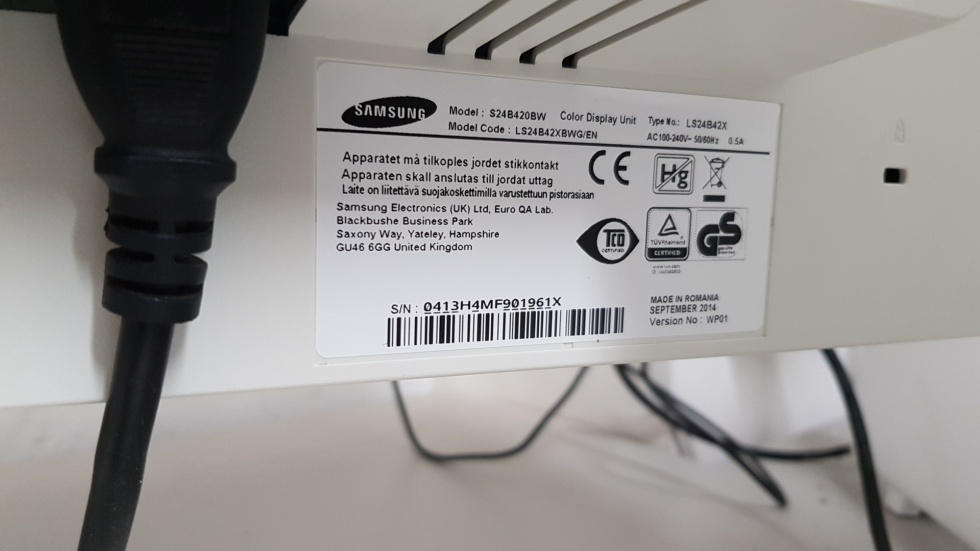 SAMSUNG
Model : S24B420BW Color Display Unit Type No.: LS24B42X
Model Code : LS24B42XBWG/EN AC100-240V~ 50/60Hz 0.5A
Apparatet må tilkoples jordet stikkontakt
Apparaten skall anslutas till jordat uttag
Laite on liitettävä suojakoskettimilla varustettuun pistorasiaan
Samsung Electronics (UK) Ltd, Euro QA Lab.
Blackbushe Business Park
Saxony Way, Yateley, Hampshire
GU46 6GG United Kingdom
CE
Hg
TCO
CERTIFIED
TÜVRheinland
CERTIFIED
GS
S/N : 0413H4MF901961X
MADE IN ROMANIA
SEPTEMBER 2014
Version No : WP01